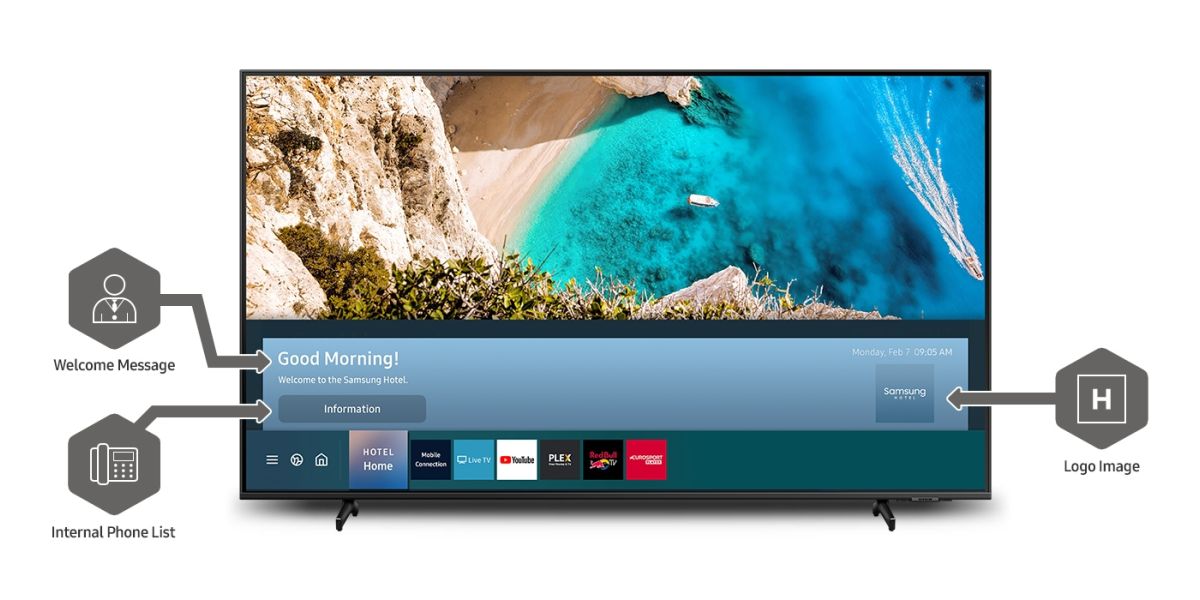 Good Morning!
Monday, Feb 7 09:05 AM
Welcome to the Samsung Hotel.
Samsung
HOTEL
Information
Welcome Message
H
Logo Image
HOTEL
Home
Mobile
Connection
Live TV
YouTube
PLEX
RedBull
TV
EUROSPORT
PLAYER
Internal Phone List